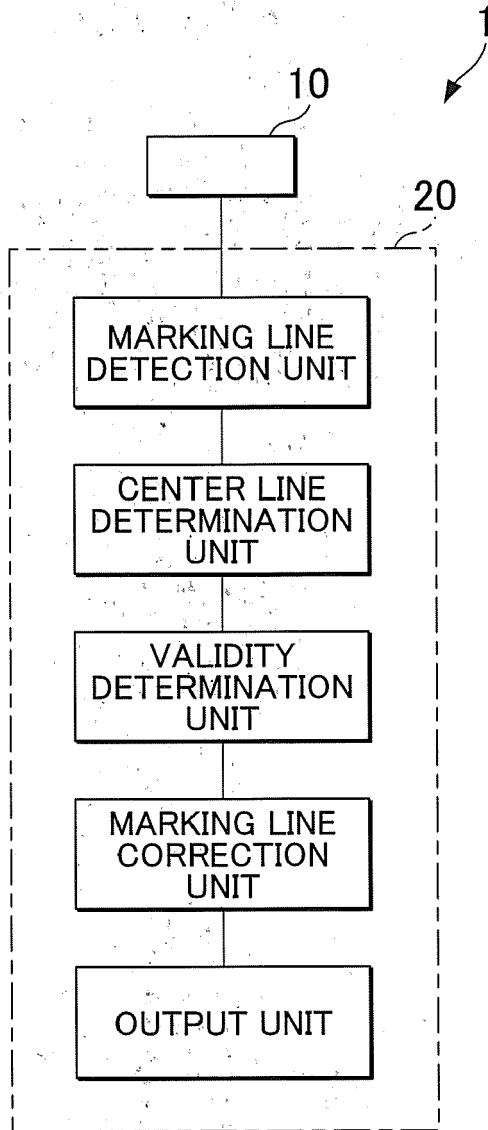 1
10
20
MARKING LINE
DETECTION UNIT
CENTER LINE
DETERMINATION
UNIT
VALIDITY
DETERMINATION
UNIT
MARKING LINE
CORRECTION
UNIT
OUTPUT UNIT